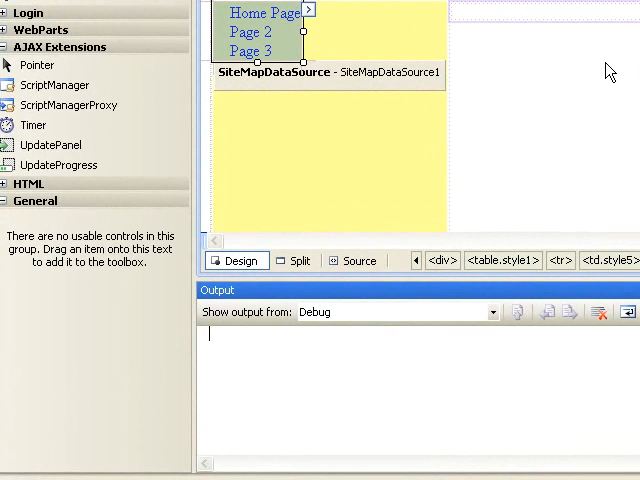 Login
WebParts
AJAX Extensions
Pointer
ScriptManager
ScriptManagerProxy
Timer
UpdatePanel
UpdateProgress
HTML
General
There are no usable controls in this
group. Drag an item onto this text
to add it to the toolbox.
Home Page
Page 2
Page 3
SiteMapDataSource - SiteMapDataSource1
Design Split Source <div> <table.style1> <tr> <td.style5>
Output
Show output from: Debug